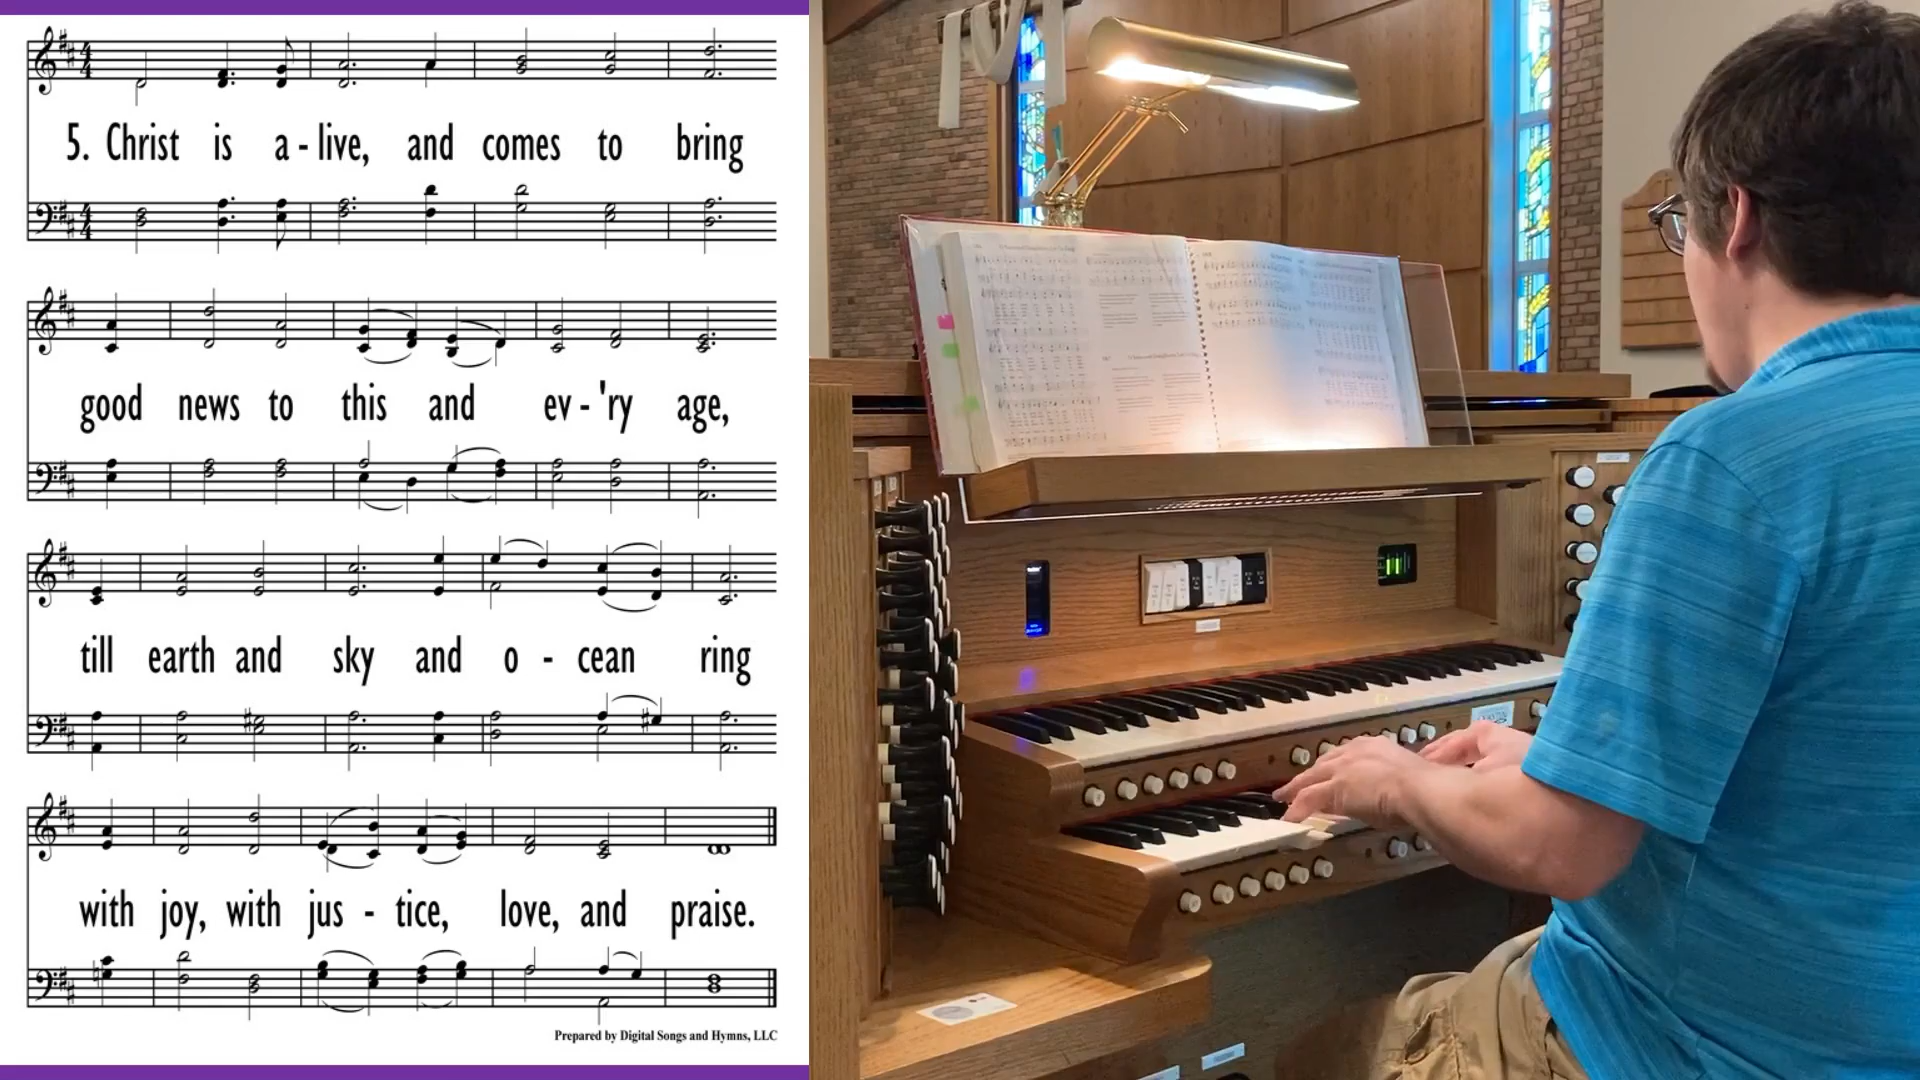 5. Christ is a - live, and comes to bring
good news to this and ev - 'ry age,
till earth and sky and o - cean ring
with joy, with jus - tice, love, and praise.
Prepared by Digital Songs and Hymns, LLC